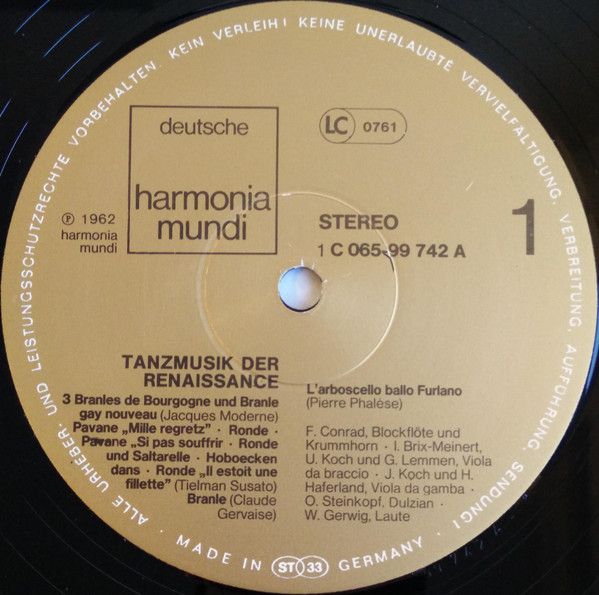 ALLE URHEBER- UND LEISTUNGSSCHUTZRECHTE VORBEHALTEN. KEIN VERLEIH! KEINE UNERLAUBTE VERVIELFÄLTIGUNG, VERBREITUNG, AUFFÜHRUNG, SENDUNG!
deutsche
harmonia
mundi
LC 0761
℗ 1962
harmonia
mundi
STEREO
1 C 065-99 742 A
1
TANZMUSIK DER
RENAISSANCE
3 Branles de Bourgogne und Branle
gay nouveau (Jacques Moderne)
Pavane „Mille regretz" · Ronde ·
Pavane „Si pas souffrir · Ronde
und Saltarelle · Hoboecken
dans · Ronde „Il estoit une
fillette" (Tielman Susato)
Branle (Claude
Gervaise)
L'arboscello ballo Furlano
(Pierre Phalèse)
F. Conrad, Blockflöte und
Krummhorn · I. Brix-Meinert,
U. Koch und G. Lemmen, Viola
da braccio · J. Koch und H.
Haferland, Viola da gamba ·
O. Steinkopf, Dulzian ·
W. Gerwig, Laute
· MADE IN ST 33 GERMANY ·